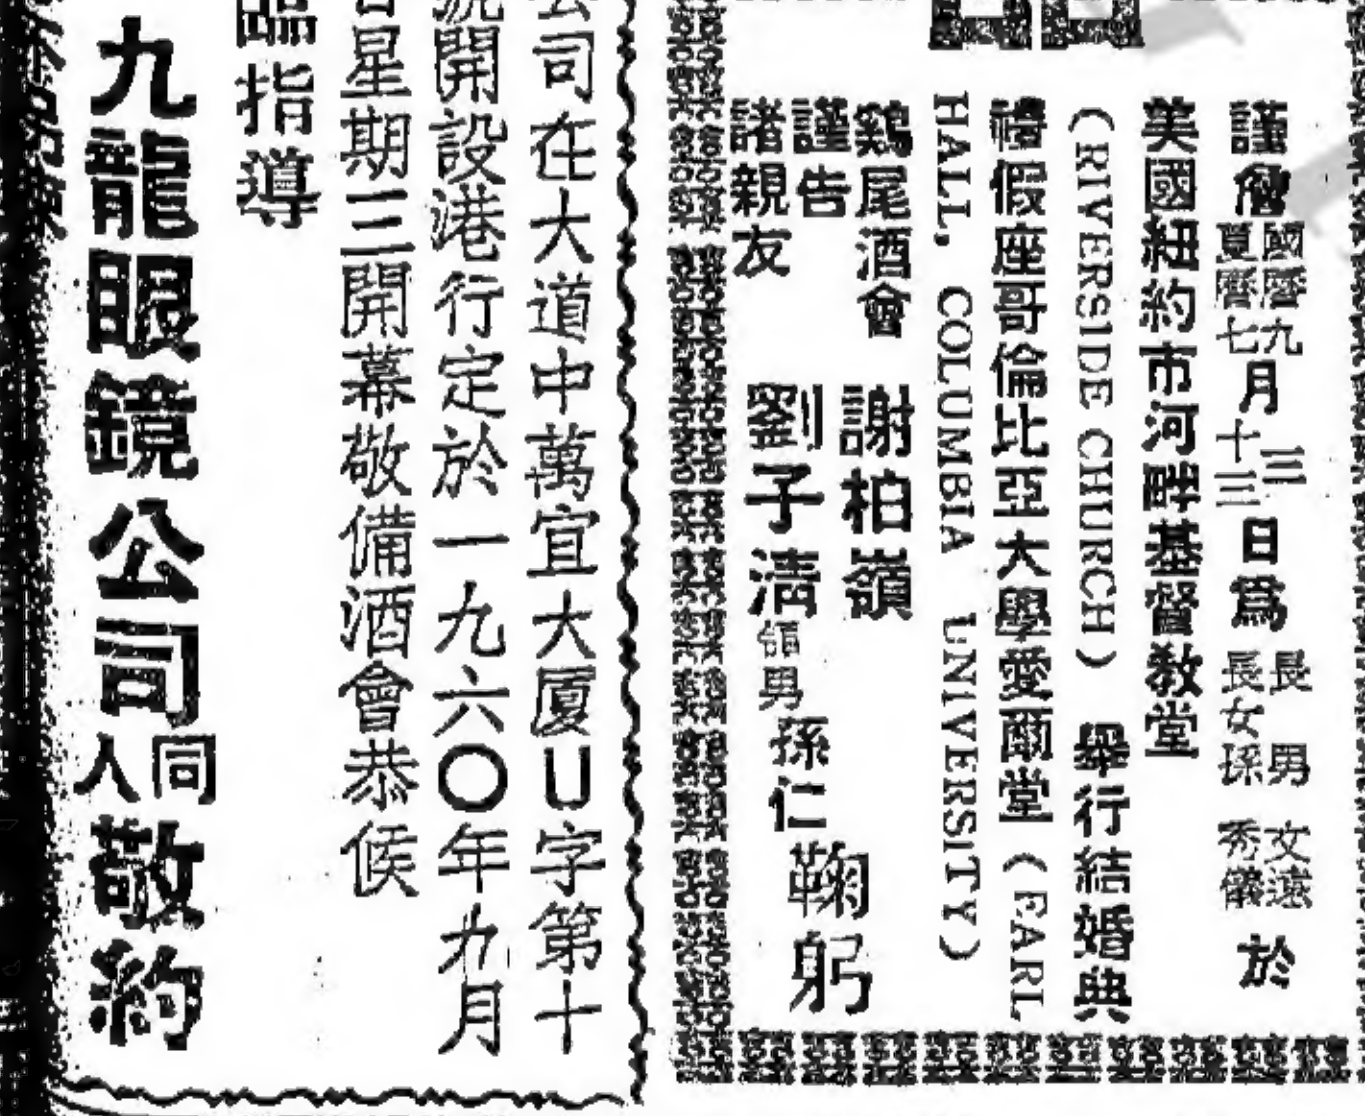 謹詹國曆九月三日爲長男文遠於
夏曆七月十三日爲長女孫秀儀於
美國紐約市河畔基督教堂
(RIVERSIDE CHURCH) 舉行結婚典
禮假座哥倫比亞大學愛爾堂 (EARL
HALL, COLUMBIA UNIVERSITY)
鷄尾酒會 謝柏嶺
謹告
諸親友 劉子清 領男 孫仁 鞠躬
公司在大道中萬宜大厦U字第十
號開設港行定於一九六〇年九月
星期三開幕敬備酒會恭候
臨指導
九龍眼鏡公司同人敬約